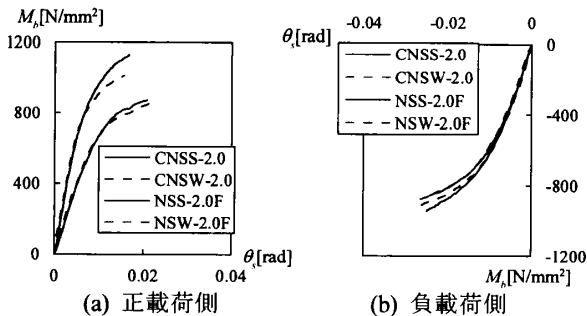 M_b[N/mm²]
1200
800
400
0
CNSS-2.0
CNSW-2.0
NSS-2.0F
NSW-2.0F
θ_s[rad]
0
0.02
0.04
(a) 正載荷側
-0.04
-0.02
0
θ_s[rad]
0
CNSS-2.0
CNSW-2.0
NSS-2.0F
NSW-2.0F
-400
-800
-1200
M_b[N/mm²]
(b) 負載荷側